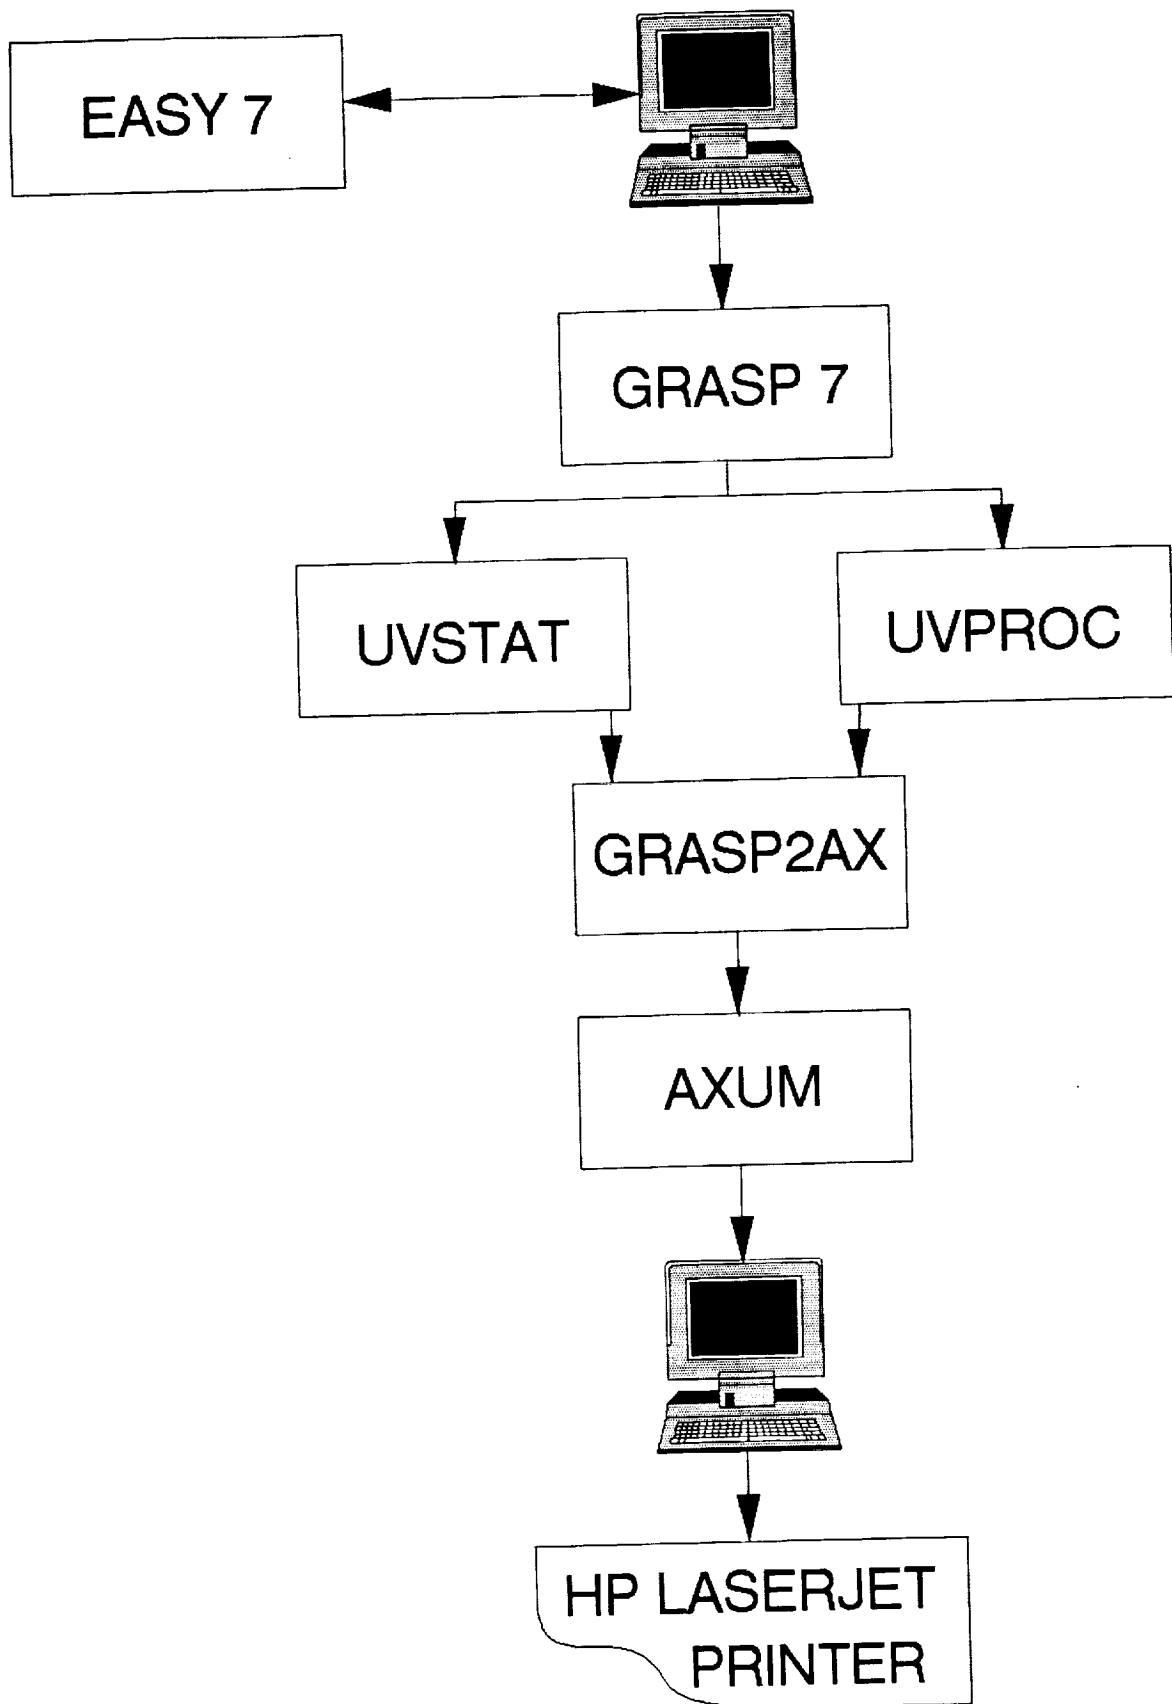 EASY 7
GRASP 7
UVSTAT
UVPROC
GRASP2AX
AXUM
HP LASERJET
PRINTER